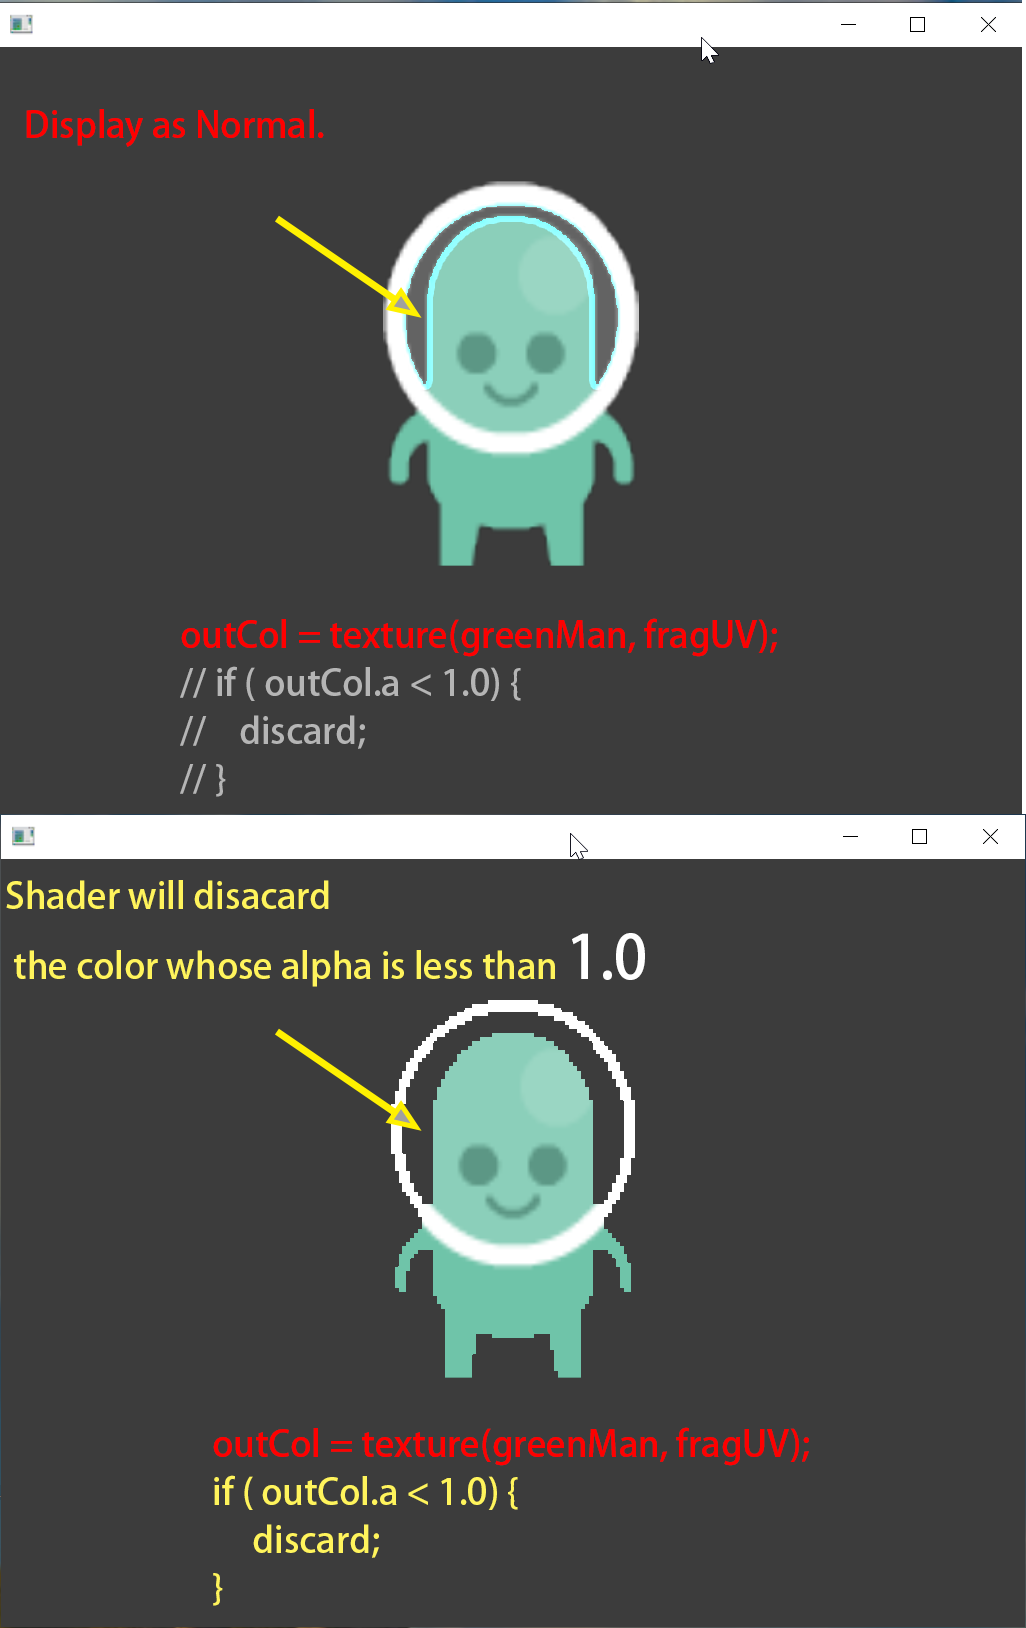 Display as Normal.
outCol = texture(greenMan, fragUV);
// if ( outCol.a < 1.0) {
//    discard;
// }
Shader will disacard
the color whose alpha is less than 1.0
outCol = texture(greenMan, fragUV);
if ( outCol.a < 1.0) {
discard;
}